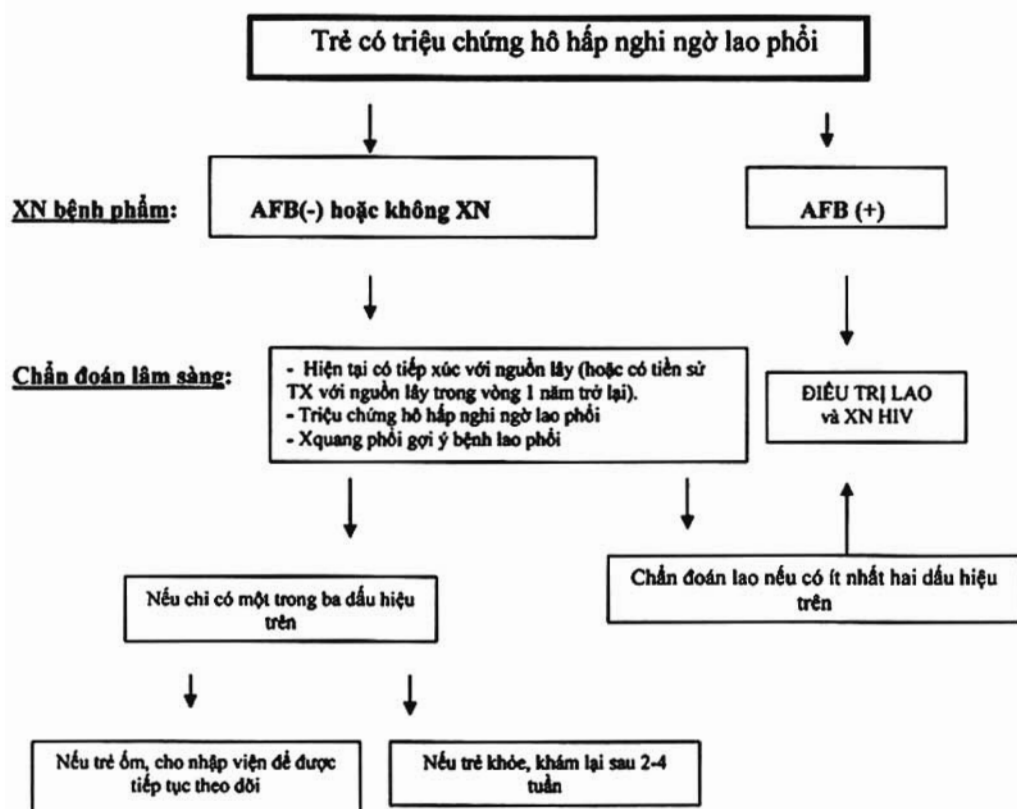 Trẻ có triệu chứng hô hấp nghi ngờ lao phổi
XN bệnh phẩm:
AFB(-) hoặc không XN
AFB (+)
Chẩn đoán lâm sàng:
- Hiện tại có tiếp xúc với nguồn lây (hoặc có tiền sử
TX với nguồn lây trong vòng 1 năm trở lại).
- Triệu chứng hô hấp nghi ngờ lao phổi
- Xquang phổi gợi ý bệnh lao phổi
ĐIỀU TRỊ LAO
và XN HIV
Nếu chỉ có một trong ba dấu hiệu
trên
Chẩn đoán lao nếu có ít nhất hai dấu hiệu
trên
Nếu trẻ ốm, cho nhập viện để được
tiếp tục theo dõi
Nếu trẻ khỏe, khám lại sau 2-4
tuần